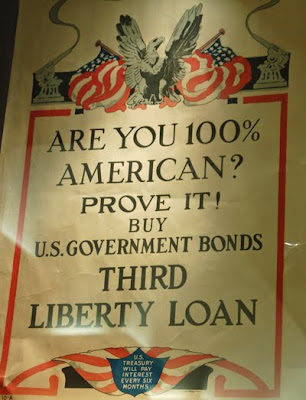 ARE YOU 100%
AMERICAN?
PROVE IT!
BUY
U.S. GOVERNMENT BONDS
THIRD
LIBERTY LOAN
U.S.
TREASURY
WILL PAY
INTEREST
EVERY SIX
MONTHS